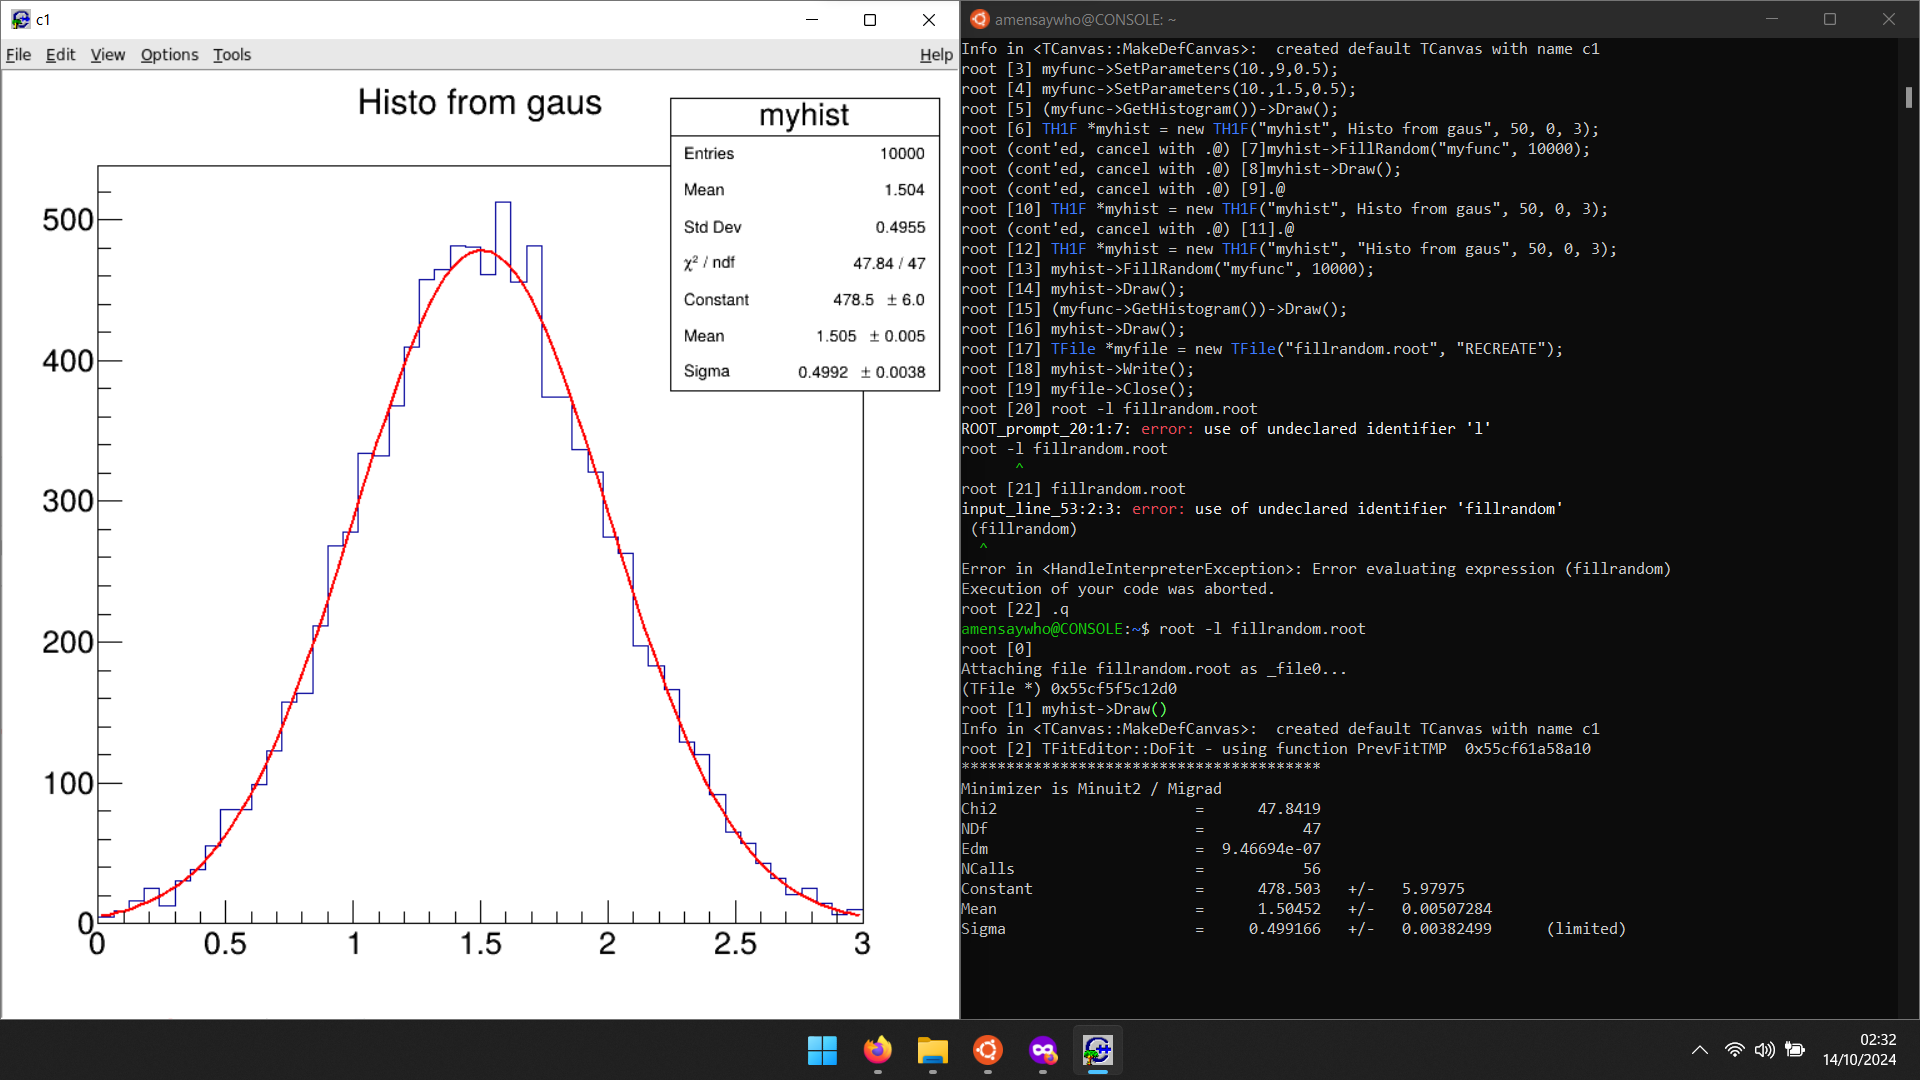 c1
File Edit View Options Tools Help
Histo from gaus
myhist
Entries 10000
Mean 1.504
Std Dev 0.4955
χ² / ndf 47.84 / 47
Constant 478.5 ± 6.0
Mean 1.505 ± 0.005
Sigma 0.4992 ± 0.0038
500
400
300
200
100
0
0 0.5 1 1.5 2 2.5 3
amensaywho@CONSOLE: ~
Info in <TCanvas::MakeDefCanvas>:  created default TCanvas with name c1
root [3] myfunc->SetParameters(10.,9,0.5);
root [4] myfunc->SetParameters(10.,1.5,0.5);
root [5] (myfunc->GetHistogram())->Draw();
root [6] TH1F *myhist = new TH1F("myhist", Histo from gaus", 50, 0, 3);
root (cont'ed, cancel with .@) [7]myhist->FillRandom("myfunc", 10000);
root (cont'ed, cancel with .@) [8]myhist->Draw();
root (cont'ed, cancel with .@) [9].@
root [10] TH1F *myhist = new TH1F("myhist", Histo from gaus", 50, 0, 3);
root (cont'ed, cancel with .@) [11].@
root [12] TH1F *myhist = new TH1F("myhist", "Histo from gaus", 50, 0, 3);
root [13] myhist->FillRandom("myfunc", 10000);
root [14] myhist->Draw();
root [15] (myfunc->GetHistogram())->Draw();
root [16] myhist->Draw();
root [17] TFile *myfile = new TFile("fillrandom.root", "RECREATE");
root [18] myhist->Write();
root [19] myfile->Close();
root [20] root -l fillrandom.root
ROOT_prompt_20:1:7: error: use of undeclared identifier 'l'
root -l fillrandom.root
^
root [21] fillrandom.root
input_line_53:2:3: error: use of undeclared identifier 'fillrandom'
(fillrandom)
^
Error in <HandleInterpreterException>: Error evaluating expression (fillrandom)
Execution of your code was aborted.
root [22] .q
amensaywho@CONSOLE:~$ root -l fillrandom.root
root [0]
Attaching file fillrandom.root as _file0...
(TFile *) 0x55cf5f5c12d0
root [1] myhist->Draw()
Info in <TCanvas::MakeDefCanvas>:  created default TCanvas with name c1
root [2] TFitEditor::DoFit - using function PrevFitTMP  0x55cf61a58a10
****************************************
Minimizer is Minuit2 / Migrad
Chi2 = 47.8419
NDf = 47
Edm = 9.46694e-07
NCalls = 56
Constant = 478.503 +/- 5.97975
Mean = 1.50452 +/- 0.00507284
Sigma = 0.499166 +/- 0.00382499 (limited)
02:32
14/10/2024